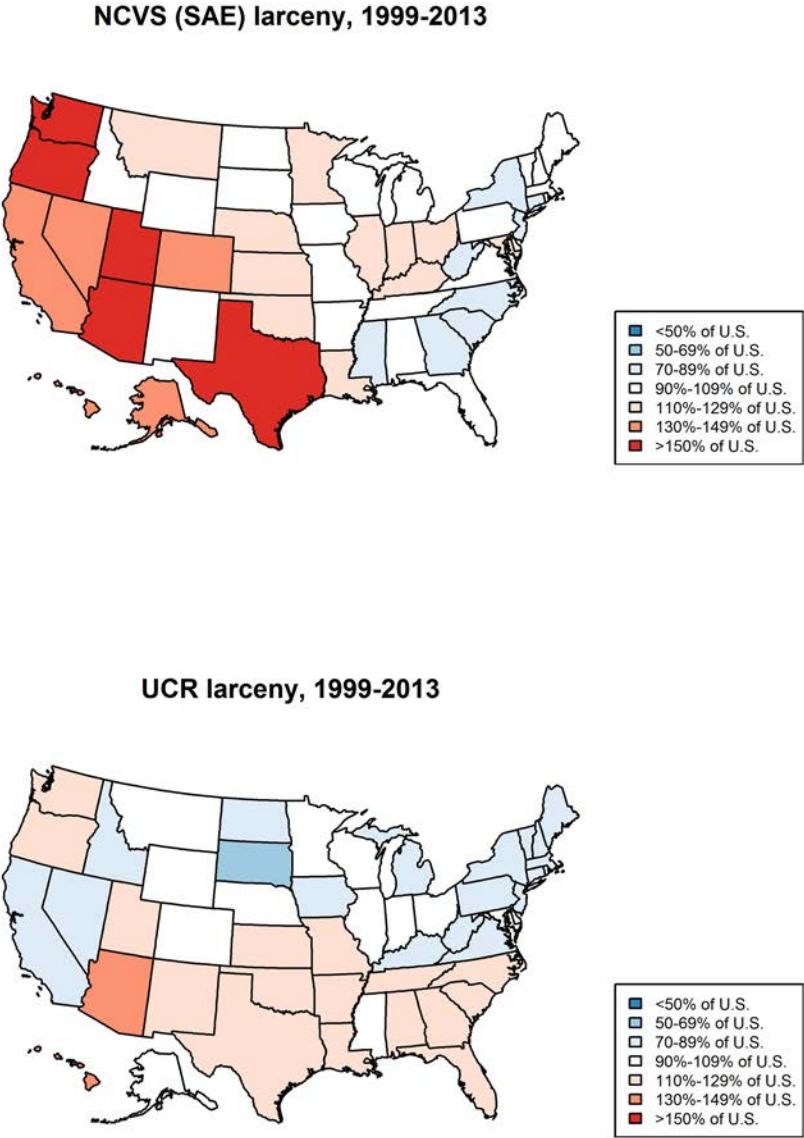 NCVS (SAE) larceny, 1999-2013
<50% of U.S.
50-69% of U.S.
70-89% of U.S.
90%-109% of U.S.
110%-129% of U.S.
130%-149% of U.S.
>150% of U.S.
UCR larceny, 1999-2013
<50% of U.S.
50-69% of U.S.
70-89% of U.S.
90%-109% of U.S.
110%-129% of U.S.
130%-149% of U.S.
>150% of U.S.